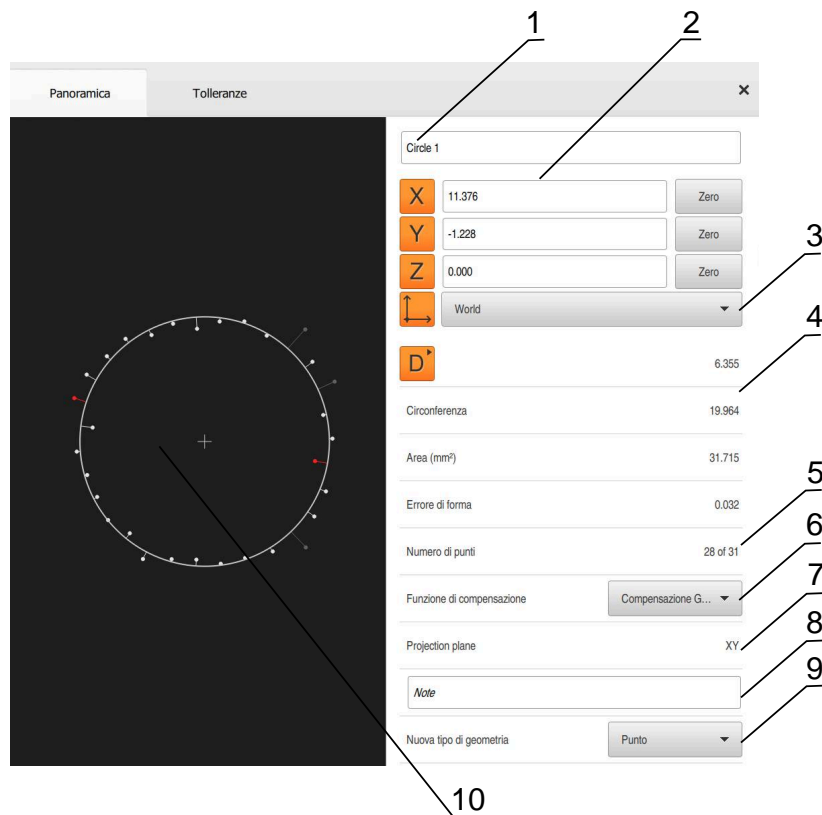 1
2
Panoramica Tolleranze ×
Circle 1
X 11.376 Zero
Y -1.228 Zero
3
Z 0.000 Zero
World
4
D 6.355
Circonferenza 19.964
Area (mm²) 31.715
5
Errore di forma 0.032
6
Numero di punti 28 of 31
7
Funzione di compensazione Compensazione G...
8
Projection plane XY
9
Note
Nuova tipo di geometria Punto
10